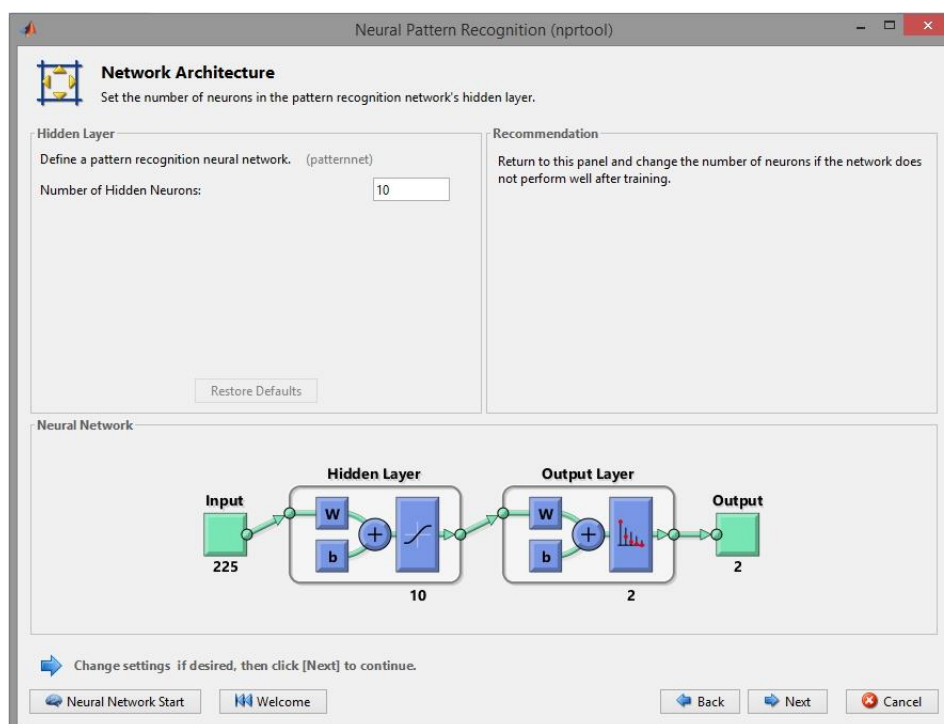 Neural Pattern Recognition (nprtool)
Network Architecture
Set the number of neurons in the pattern recognition network's hidden layer.
Hidden Layer
Define a pattern recognition neural network. (patternnet)
Number of Hidden Neurons: 10
Restore Defaults
Recommendation
Return to this panel and change the number of neurons if the network does
not perform well after training.
Neural Network
Hidden Layer Output Layer
Input Output
W W
b b
225 2
10 2
Change settings if desired, then click [Next] to continue.
Neural Network Start Welcome Back Next Cancel